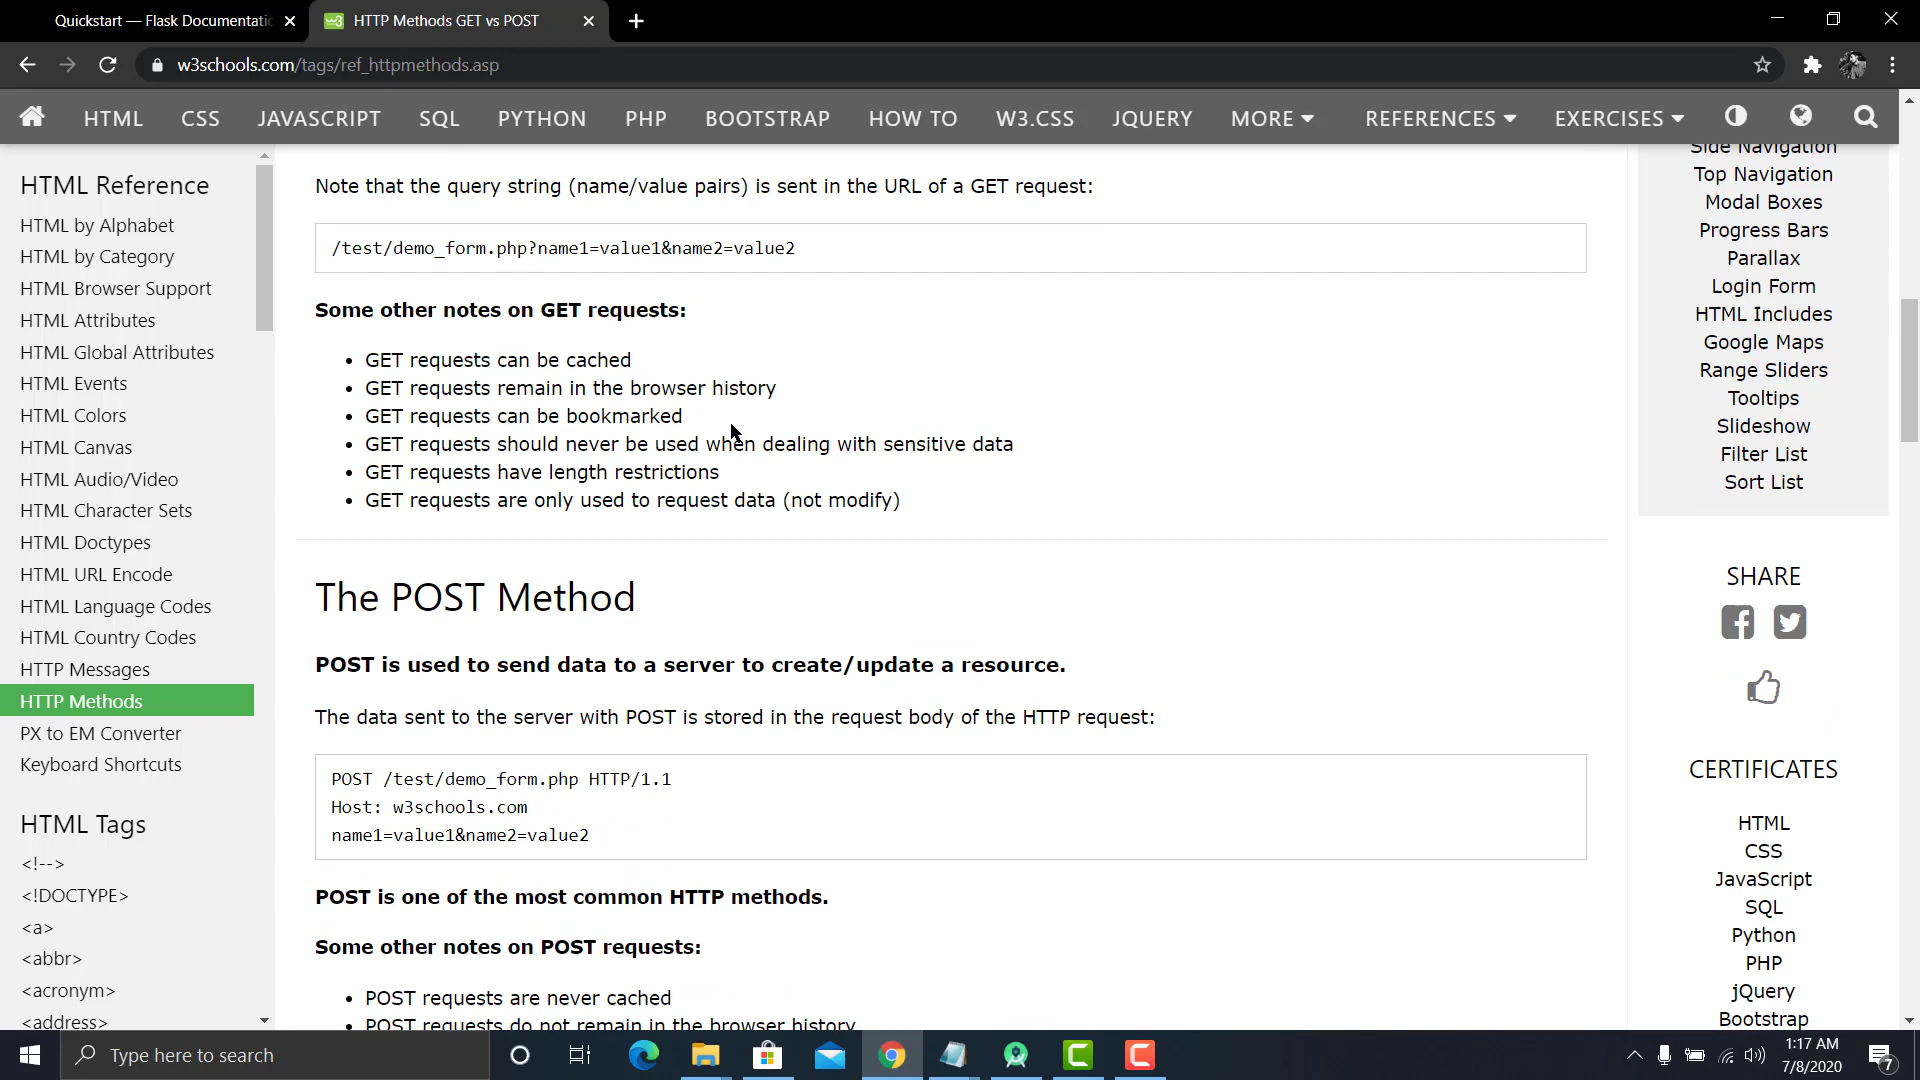 Quickstart — Flask Documentatio
HTTP Methods GET vs POST
w3schools.com/tags/ref_httpmethods.asp
HTML CSS JAVASCRIPT SQL PYTHON PHP BOOTSTRAP HOW TO W3.CSS JQUERY MORE REFERENCES EXERCISES
HTML Reference
HTML by Alphabet
HTML by Category
HTML Browser Support
HTML Attributes
HTML Global Attributes
HTML Events
HTML Colors
HTML Canvas
HTML Audio/Video
HTML Character Sets
HTML Doctypes
HTML URL Encode
HTML Language Codes
HTML Country Codes
HTTP Messages
HTTP Methods
PX to EM Converter
Keyboard Shortcuts
HTML Tags
<!-->
<!DOCTYPE>
<a>
<abbr>
<acronym>
<address>
Note that the query string (name/value pairs) is sent in the URL of a GET request:
/test/demo_form.php?name1=value1&name2=value2
Some other notes on GET requests:
• GET requests can be cached
• GET requests remain in the browser history
• GET requests can be bookmarked
• GET requests should never be used when dealing with sensitive data
• GET requests have length restrictions
• GET requests are only used to request data (not modify)
The POST Method
POST is used to send data to a server to create/update a resource.
The data sent to the server with POST is stored in the request body of the HTTP request:
POST /test/demo_form.php HTTP/1.1
Host: w3schools.com
name1=value1&name2=value2
POST is one of the most common HTTP methods.
Some other notes on POST requests:
• POST requests are never cached
• POST requests do not remain in the browser history
Side Navigation
Top Navigation
Modal Boxes
Progress Bars
Parallax
Login Form
HTML Includes
Google Maps
Range Sliders
Tooltips
Slideshow
Filter List
Sort List
SHARE
CERTIFICATES
HTML
CSS
JavaScript
SQL
Python
PHP
jQuery
Bootstrap
Type here to search
1:17 AM
7/8/2020
7